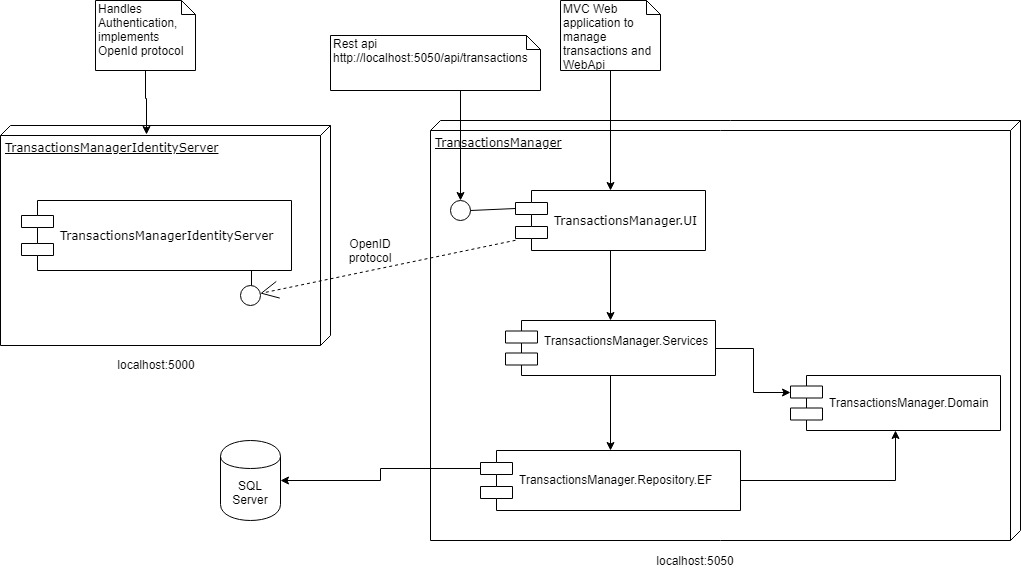 Handles
Authentication,
implements
OpenId protocol
Rest api
http://localhost:5050/api/transactions
MVC Web
application to
manage
transactions and
WebApi
TransactionsManagerIdentityServer
TransactionsManager
TransactionsManagerIdentityServer
TransactionsManager.UI
OpenID
protocol
TransactionsManager.Services
localhost:5000
TransactionsManager.Domain
SQL
Server
TransactionsManager.Repository.EF
localhost:5050